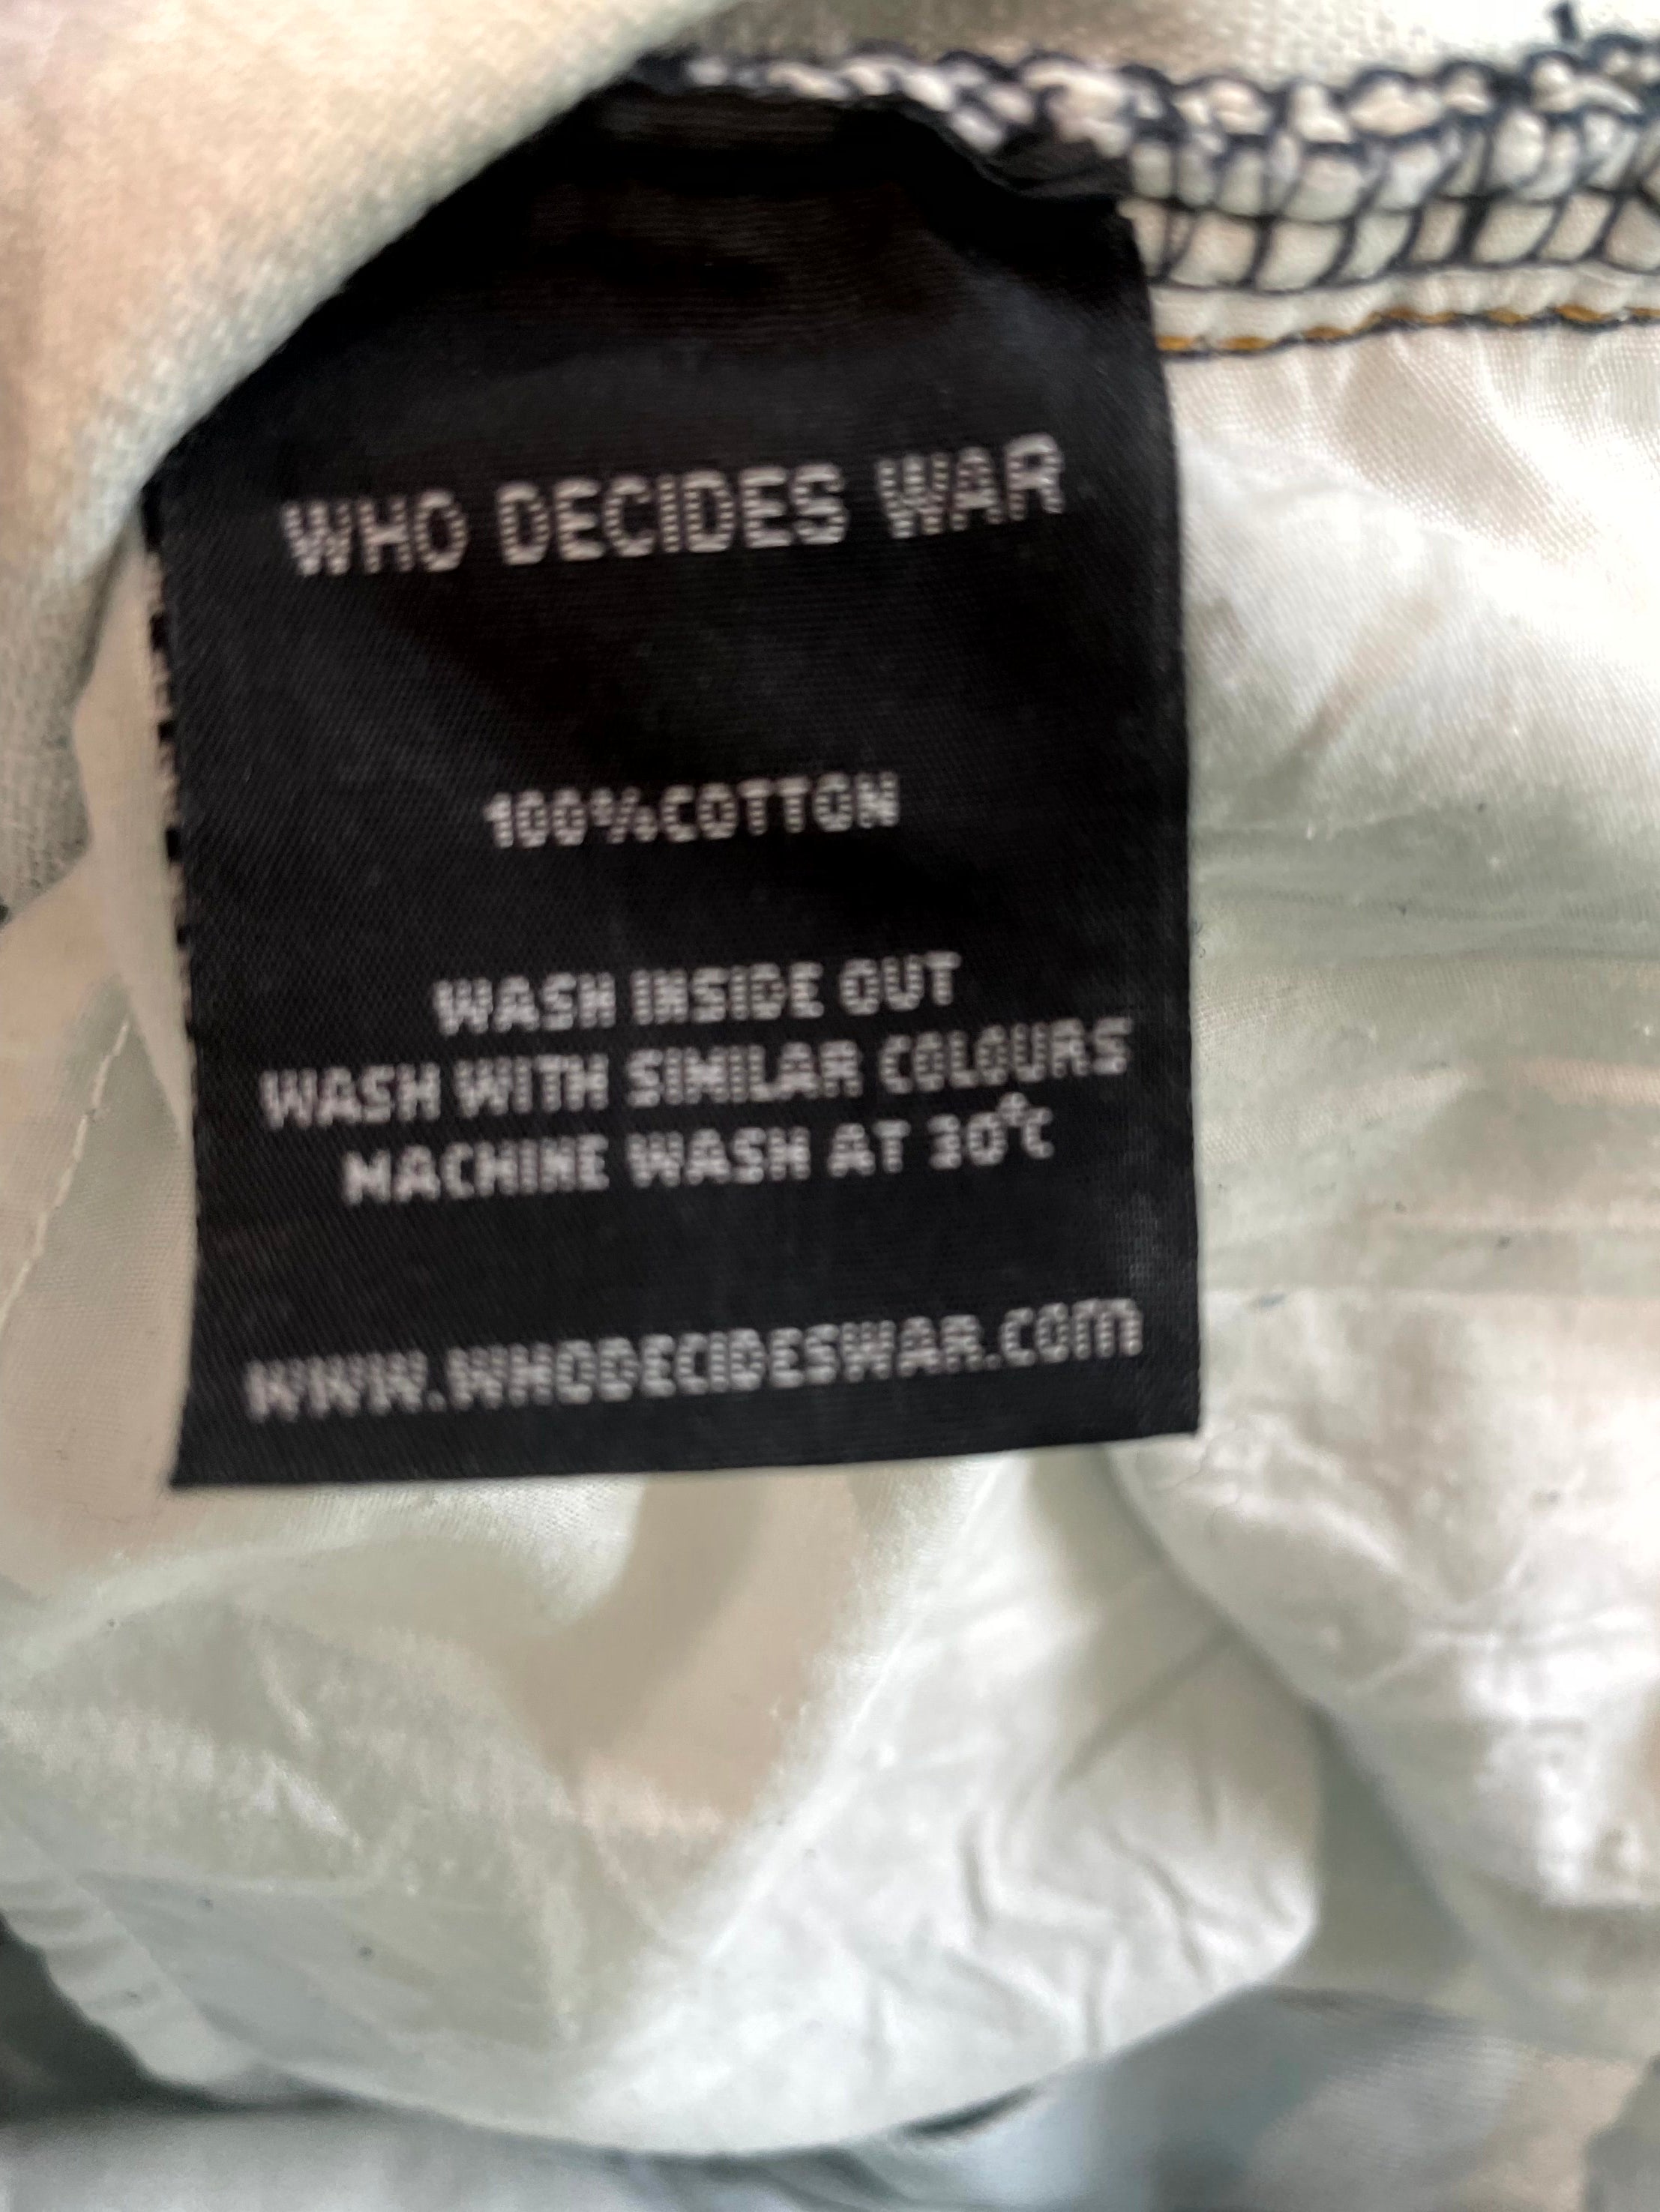 WHO DECIDES WAR
100%COTTON
WASH INSIDE OUT
WASH WITH SIMILAR COLOURS
MACHINE WASH AT 30°C
WWW.WHODECIDESWAR.com